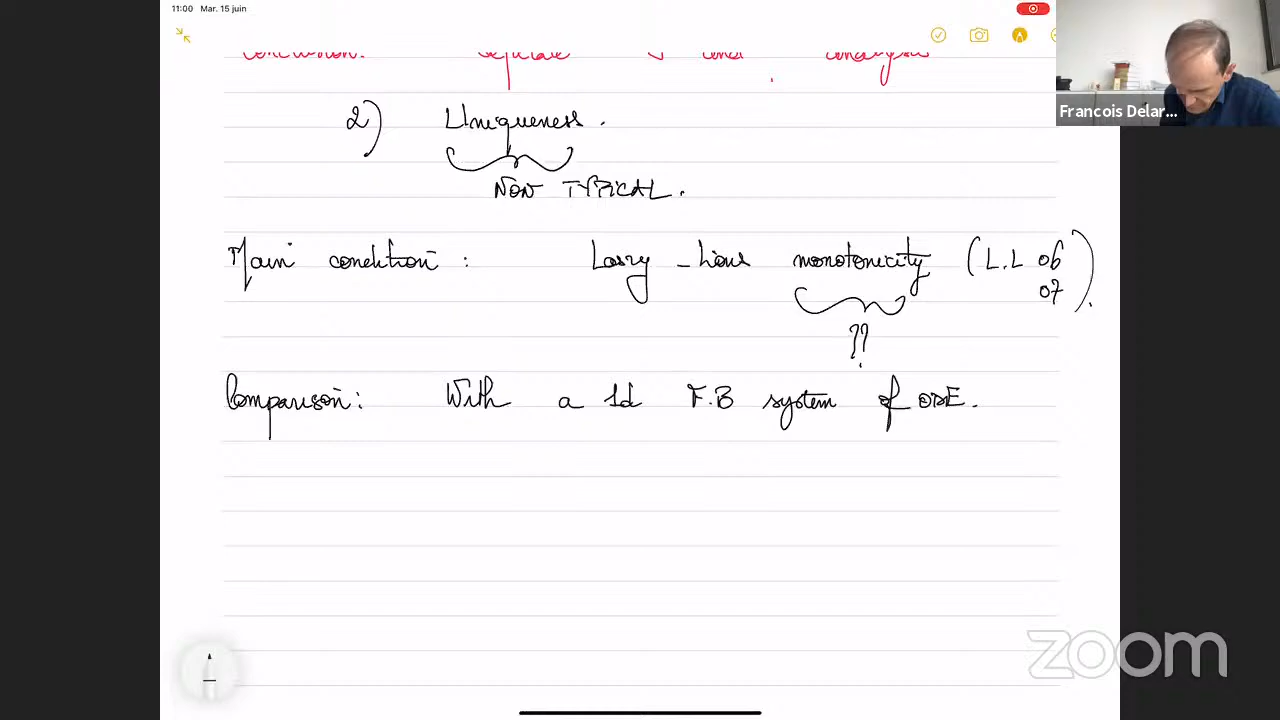 11:00 Mar. 15 juin
Francois Delar...
2) Uniqueness.
NON TYPICAL.
Main condition: Lasry-Lions monotonicity (L.L 06
07).
??
Comparison: With a 1d F.B system of ODE.
zoom